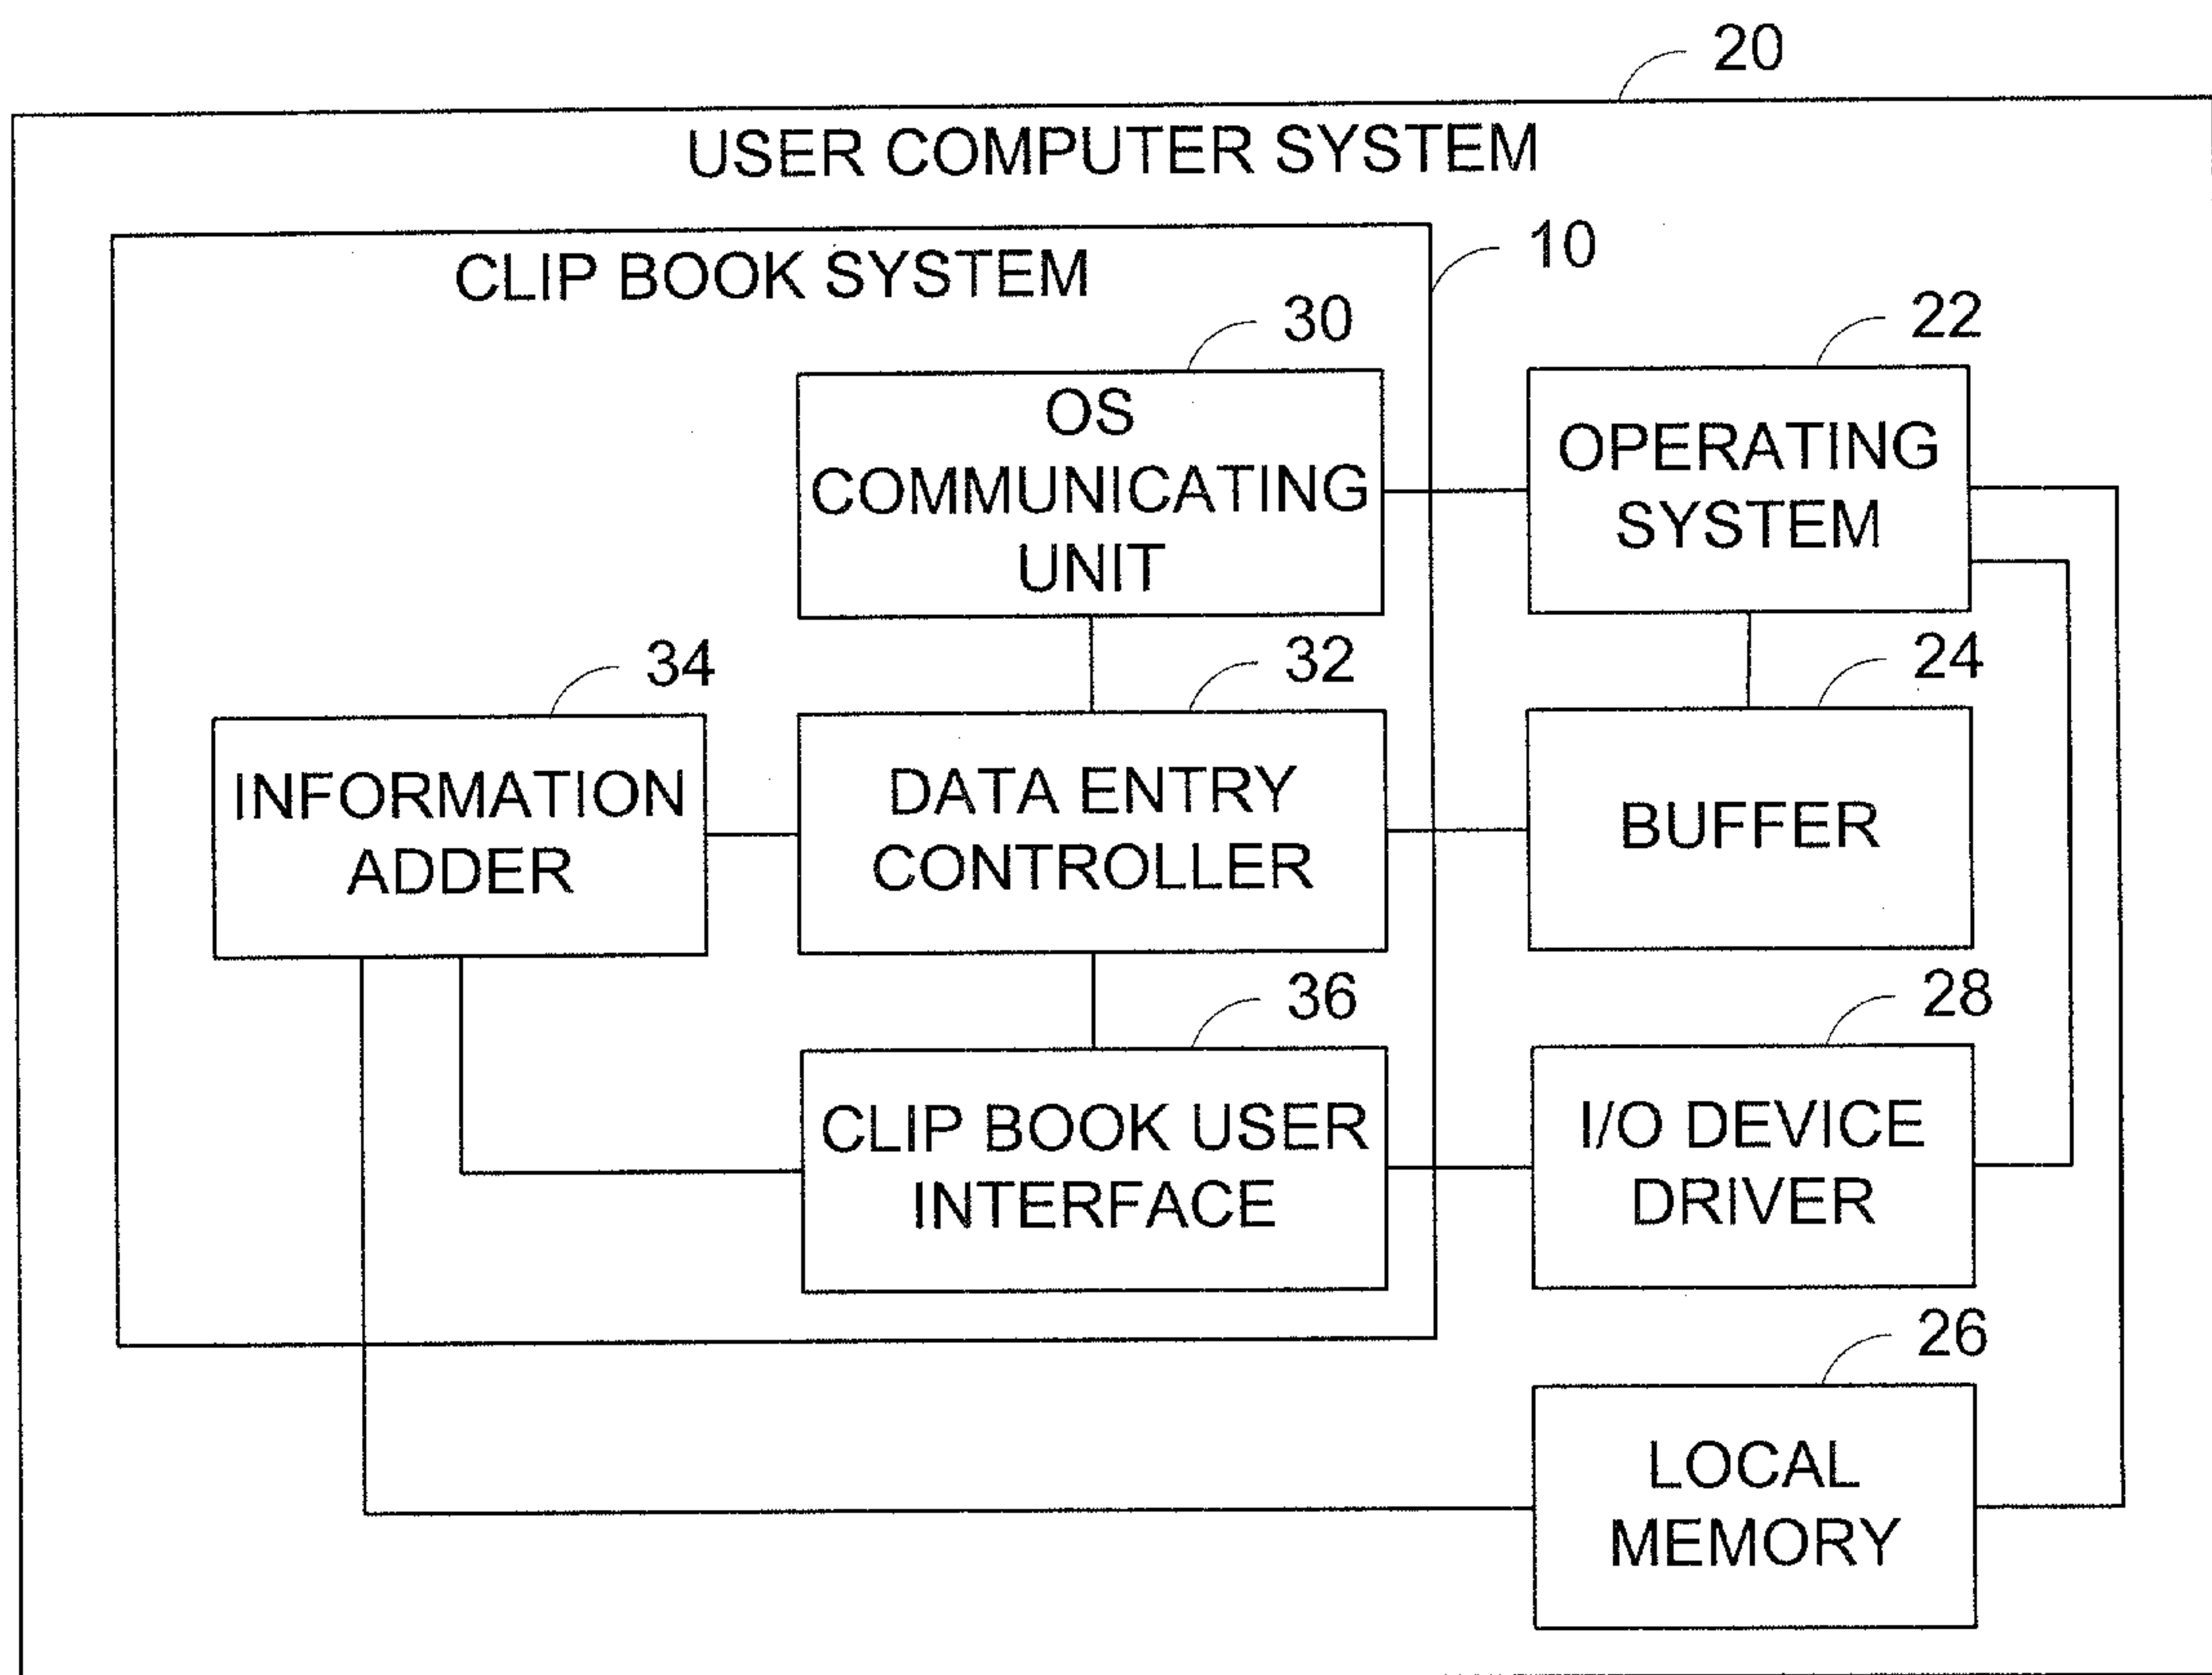 20
USER COMPUTER SYSTEM
10
CLIP BOOK SYSTEM
30
22
OS
COMMUNICATING
UNIT
OPERATING
SYSTEM
34
32
24
INFORMATION
ADDER
DATA ENTRY
CONTROLLER
BUFFER
36
28
CLIP BOOK USER
INTERFACE
I/O DEVICE
DRIVER
26
LOCAL
MEMORY